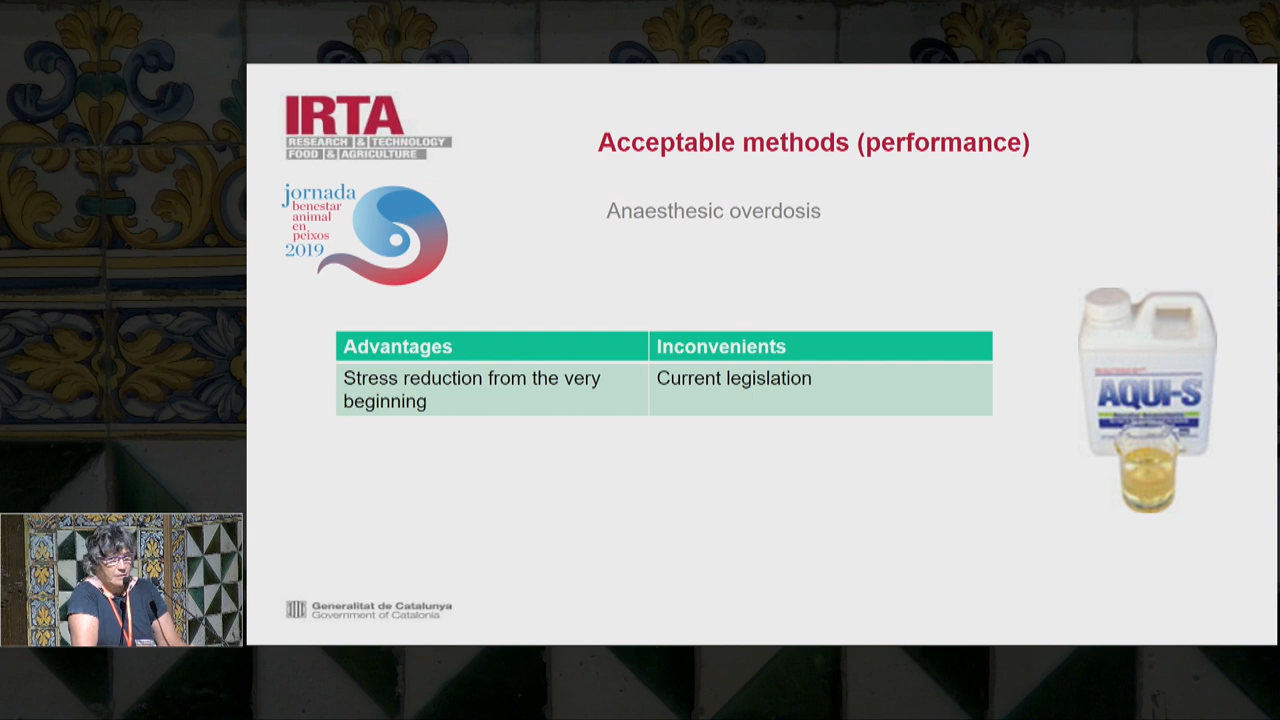 IRTA
RESEARCH & TECHNOLOGY
FOOD & AGRICULTURE
jornada
benestar
animal
en
peixos
2019
Acceptable methods (performance)
Anaesthesic overdosis
Advantages
Inconvenients
Stress reduction from the very
beginning
Current legislation
AQUI-S
Generalitat de Catalunya
Government of Catalonia